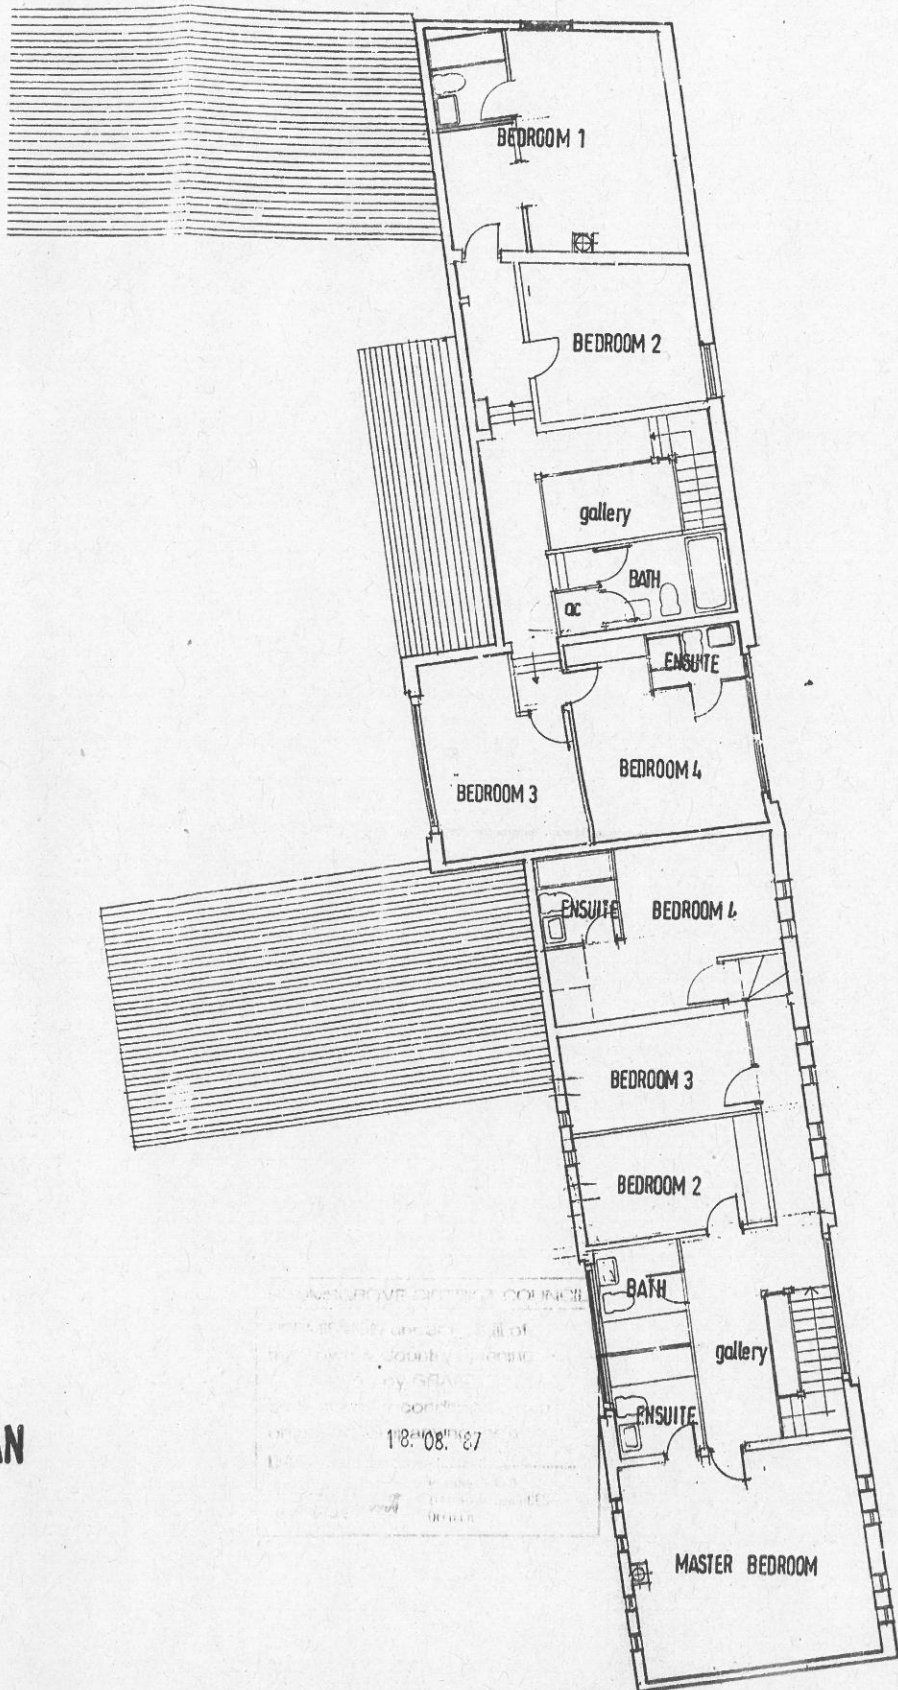 BEDROOM 1
BEDROOM 2
gallery
BATH
ac
ENSUITE
BEDROOM 4
BEDROOM 3
ENSUITE
BEDROOM 4
BEDROOM 3
BEDROOM 2
BATH
gallery
ENSUITE
MASTER BEDROOM
AN
DISTRICT COUNCIL
18. 08. 87